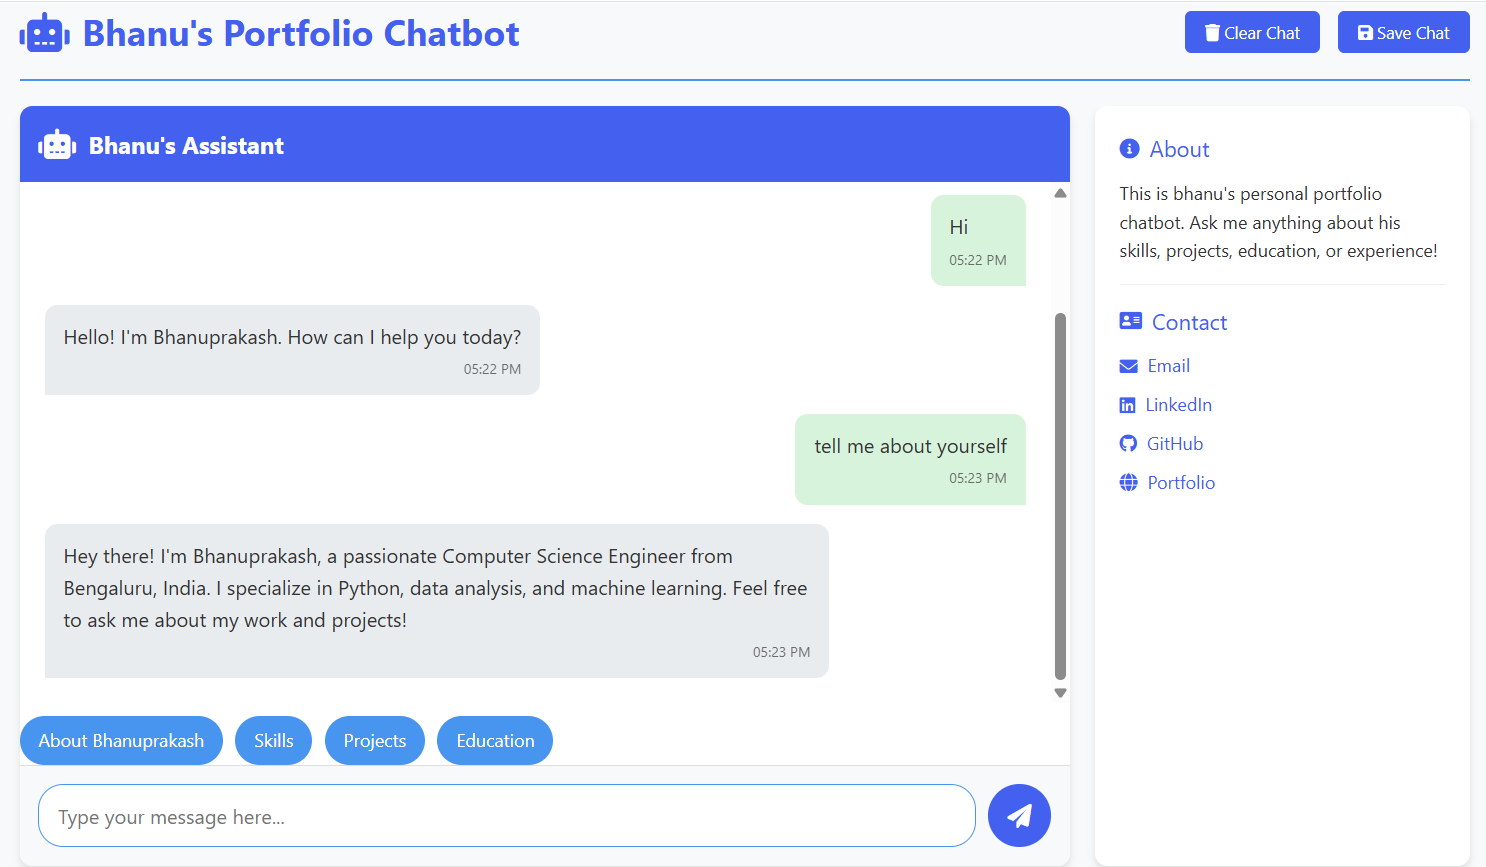 Bhanu's Portfolio Chatbot
Clear Chat
Save Chat
Bhanu's Assistant
Hi
05:22 PM
Hello! I'm Bhanuprakash. How can I help you today?
05:22 PM
tell me about yourself
05:23 PM
Hey there! I'm Bhanuprakash, a passionate Computer Science Engineer from
Bengaluru, India. I specialize in Python, data analysis, and machine learning. Feel free
to ask me about my work and projects!
05:23 PM
About Bhanuprakash
Skills
Projects
Education
Type your message here...
About
This is bhanu's personal portfolio
chatbot. Ask me anything about his
skills, projects, education, or experience!
Contact
Email
LinkedIn
GitHub
Portfolio